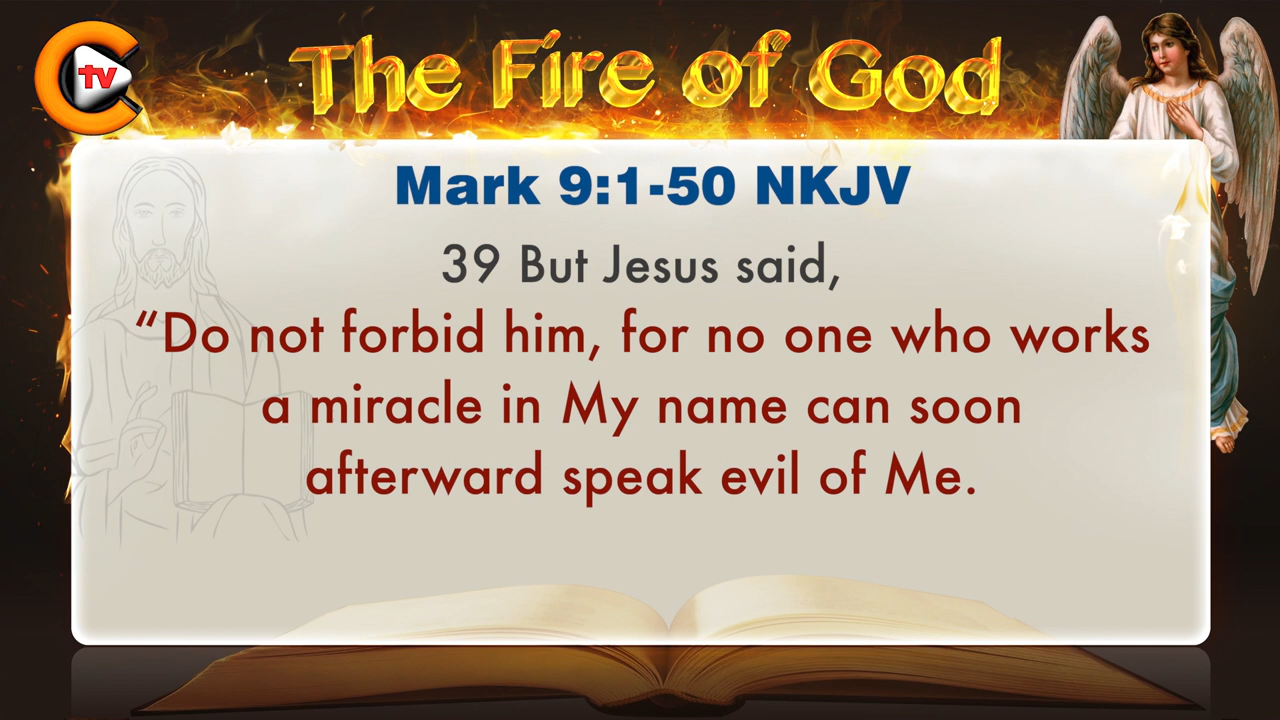 tv
The Fire of God
Mark 9:1-50 NKJV
39 But Jesus said,
“Do not forbid him, for no one who works
a miracle in My name can soon
afterward speak evil of Me.